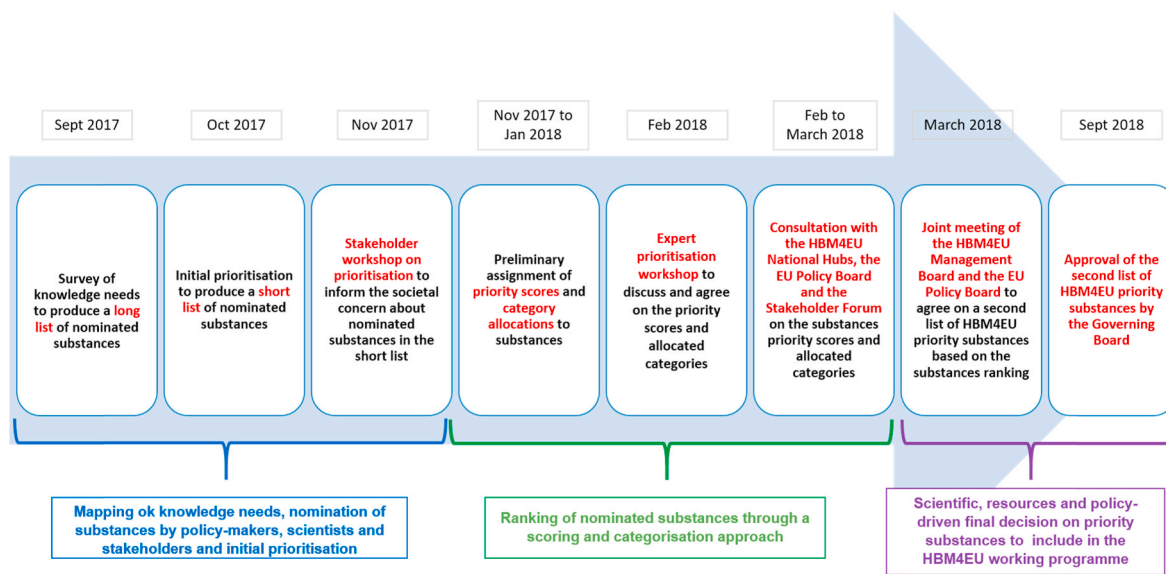 Sept 2017
Oct 2017
Nov 2017
Nov 2017 to
Jan 2018
Feb 2018
Feb to
March 2018
March 2018
Sept 2018
Survey of
knowledge needs
to produce a long
list of nominated
substances
Initial prioritisation
to produce a short
list of nominated
substances
Stakeholder
workshop on
prioritisation to
inform the societal
concern about
nominated
substances in the
short list
Preliminary
assignment of
priority scores and
category
allocations to
substances
Expert
prioritisation
workshop to
discuss and agree
on the priority
scores and
allocated
categories
Consultation with
the HBM4EU
National Hubs, the
EU Policy Board
and the
Stakeholder Forum
on the substances
priority scores and
allocated
categories
Joint meeting of
the HBM4EU
Management
Board and the EU
Policy Board to
agree on a second
list of HBM4EU
priority substances
based on the
substances ranking
Approval of the
second list of
HBM4EU priority
substances by
the Governing
Board
Mapping ok knowledge needs, nomination of
substances by policy-makers, scientists and
stakeholders and initial prioritisation
Ranking of nominated substances through a
scoring and categorisation approach
Scientific, resources and policy-
driven final decision on priority
substances to include in the
HBM4EU working programme